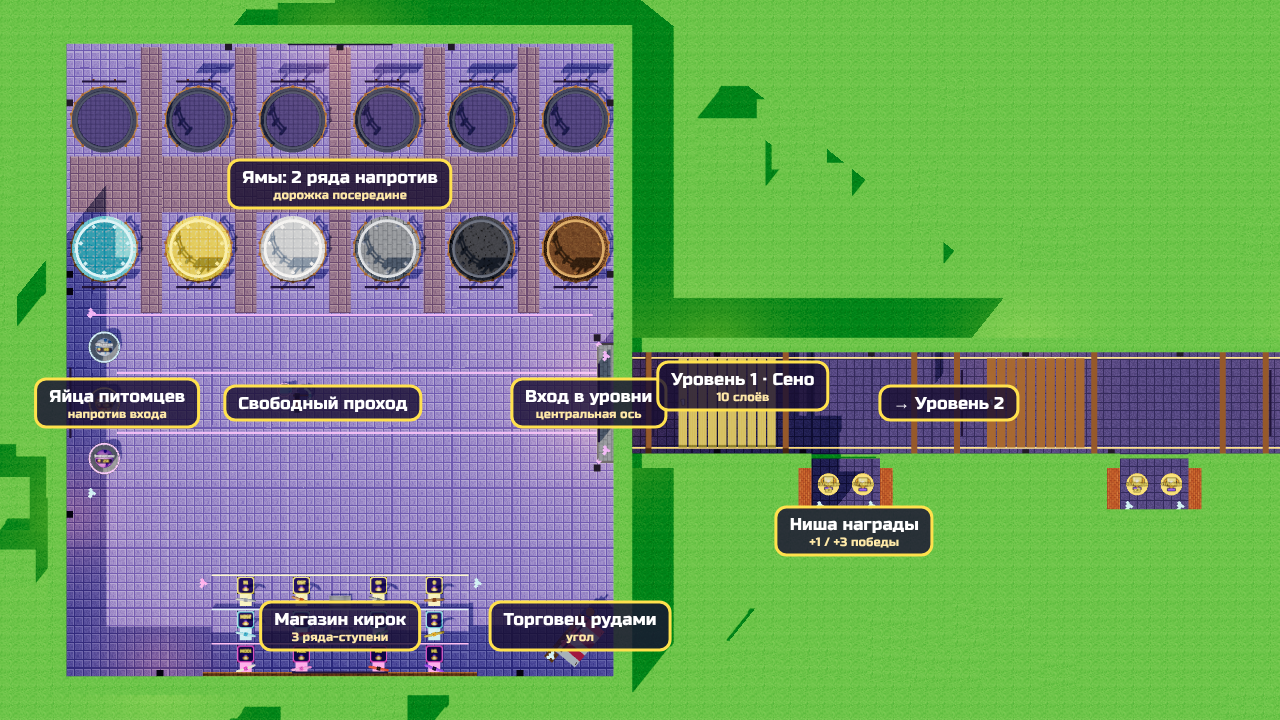 Ямы: 2 ряда напротив
дорожка посередине
Яйца питомцев
напротив входа
Свободный проход
Вход в уровни
центральная ось
Уровень 1 · Сено
10 слоёв
→ Уровень 2
Ниша награды
+1 / +3 победы
Магазин кирок
3 ряда-ступени
Торговец рудами
угол